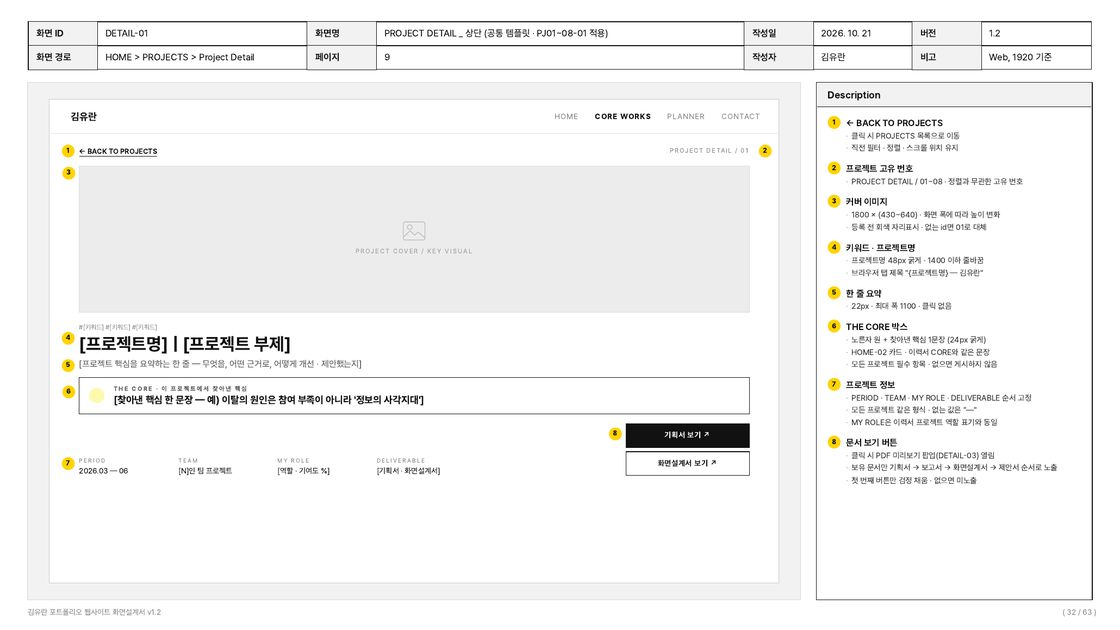 화면 ID DETAIL-01 화면명 PROJECT DETAIL _ 상단 (공통 템플릿 · PJ01~08-01 적용) 작성일 2026. 10. 21 버전 1.2
화면 경로 HOME > PROJECTS > Project Detail 페이지 9 작성자 김유란 비고 Web, 1920 기준
김유란 HOME CORE WORKS PLANNER CONTACT
1 ← BACK TO PROJECTS PROJECT DETAIL / 01 2
3
PROJECT COVER / KEY VISUAL
#[키워드] #[키워드] #[키워드]
4 [프로젝트명] | [프로젝트 부제]
5 [프로젝트 핵심을 요약하는 한 줄 — 무엇을, 어떤 근거로, 어떻게 개선 · 제안했는지]
6 THE CORE · 이 프로젝트에서 찾아낸 핵심
[찾아낸 핵심 한 문장 — 예) 이탈의 원인은 참여 부족이 아니라 '정보의 사각지대']
8 기획서 보기 ↗
화면설계서 보기 ↗
7 PERIOD TEAM MY ROLE DELIVERABLE
2026.03 — 06 [N]인 팀 프로젝트 [역할 · 기여도 %] [기획서 · 화면설계서]
Description
1 ← BACK TO PROJECTS
· 클릭 시 PROJECTS 목록으로 이동
· 직전 필터 · 정렬 · 스크롤 위치 유지
2 프로젝트 고유 번호
· PROJECT DETAIL / 01~08 · 정렬과 무관한 고유 번호
3 커버 이미지
· 1800 × (430~640) · 화면 폭에 따라 높이 변화
· 등록 전 회색 자리표시 · 없는 id면 01로 대체
4 키워드 · 프로젝트명
· 프로젝트명 48px 굵게 · 1400 이하 줄바꿈
· 브라우저 탭 제목 "{프로젝트명} — 김유란"
5 한 줄 요약
· 22px · 최대 폭 1100 · 클릭 없음
6 THE CORE 박스
· 노른자 원 + 찾아낸 핵심 1문장 (24px 굵게)
· HOME-02 카드 · 이력서 CORE와 같은 문장
· 모든 프로젝트 필수 항목 · 없으면 게시하지 않음
7 프로젝트 정보
· PERIOD · TEAM · MY ROLE · DELIVERABLE 순서 고정
· 모든 프로젝트 같은 형식 · 없는 값은 "—"
· MY ROLE은 이력서 프로젝트 역할 표기와 동일
8 문서 보기 버튼
· 클릭 시 PDF 미리보기 팝업(DETAIL-03) 열림
· 보유 문서만 기획서 → 보고서 → 화면설계서 → 제안서 순서로 노출
· 첫 번째 버튼만 검정 채움 · 없으면 미노출
김유란 포트폴리오 웹사이트 화면설계서 v1.2 ( 32 / 63 )